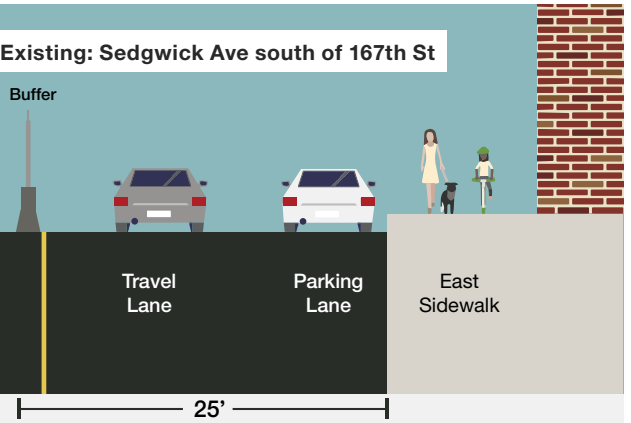 Existing: Sedgwick Ave south of 167th St
Buffer
Travel
Lane
Parking
Lane
East
Sidewalk
25’